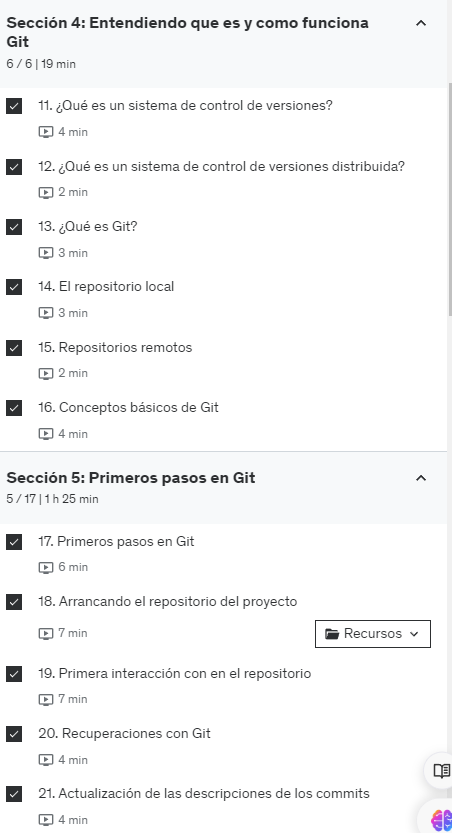 Sección 4: Entendiendo que es y como funciona
Git
6 / 6 | 19 min
11. ¿Qué es un sistema de control de versiones?
4 min
12. ¿Qué es un sistema de control de versiones distribuida?
2 min
13. ¿Qué es Git?
3 min
14. El repositorio local
3 min
15. Repositorios remotos
2 min
16. Conceptos básicos de Git
4 min
Sección 5: Primeros pasos en Git
5 / 17 | 1 h 25 min
17. Primeros pasos en Git
6 min
18. Arrancando el repositorio del proyecto
7 min
Recursos
19. Primera interacción con en el repositorio
7 min
20. Recuperaciones con Git
4 min
21. Actualización de las descripciones de los commits
4 min